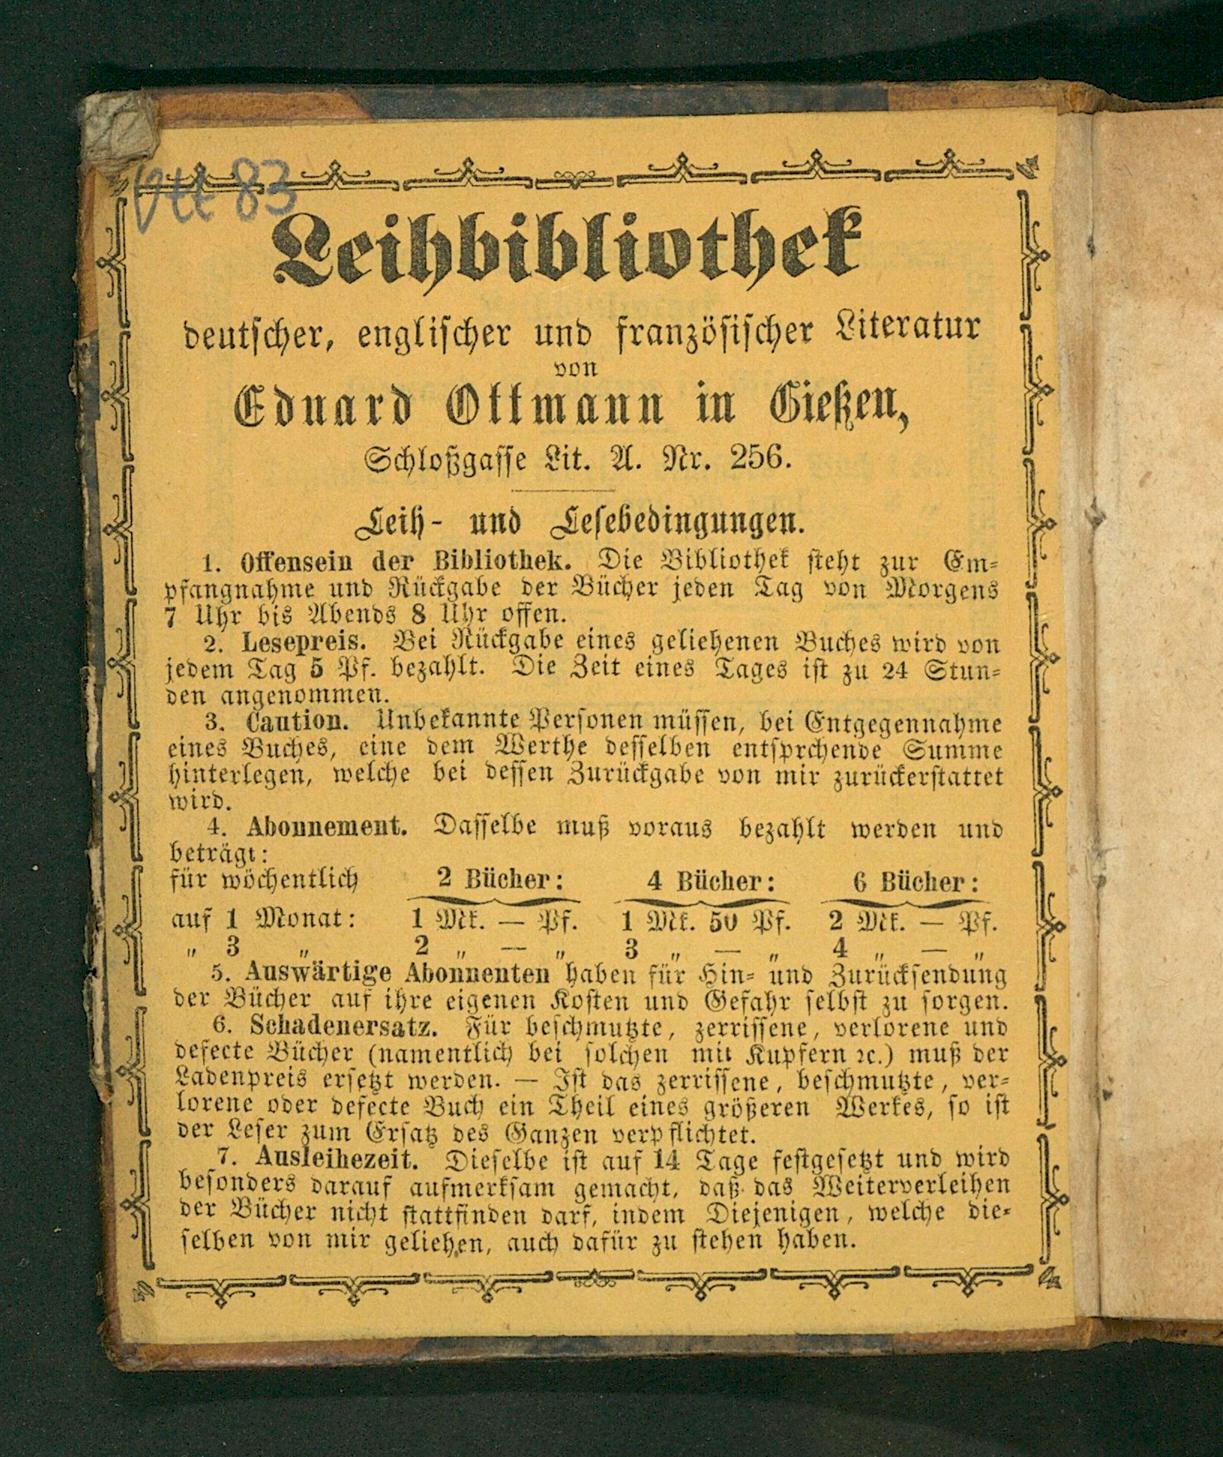 Ott 83
Leihbibliothek
deutscher, englischer und französischer Literatur
von
Eduard Ottmann in Gießen,
Schloßgasse Lit. A. Nr. 256.
Leih- und Lesebedingungen.
1. Offensein der Bibliothek. Die Bibliothek steht zur Em-
pfangnahme und Rückgabe der Bücher jeden Tag von Morgens
7 Uhr bis Abends 8 Uhr offen.
2. Lesepreis. Bei Rückgabe eines geliehenen Buches wird von
jedem Tag 5 Pf. bezahlt. Die Zeit eines Tages ist zu 24 Stun-
den angenommen.
3. Caution. Unbekannte Personen müssen, bei Entgegennahme
eines Buches, eine dem Werthe desselben entsprchende Summe
hinterlegen, welche bei dessen Zurückgabe von mir zurückerstattet
wird.
4. Abonnement. Dasselbe muß voraus bezahlt werden und
beträgt:
für wöchentlich 2 Bücher: 4 Bücher: 6 Bücher:
auf 1 Monat: 1 Mk. — Pf. 1 Mk. 50 Pf. 2 Mk. — Pf.
„ 3 „ 2 „ — „ 3 „ — „ 4 „ — „
5. Auswärtige Abonnenten haben für Hin- und Zurücksendung
der Bücher auf ihre eigenen Kosten und Gefahr selbst zu sorgen.
6. Schadenersatz. Für beschmutzte, zerrissene, verlorene und
defecte Bücher (namentlich bei solchen mit Kupfern ꝛc.) muß der
Ladenpreis ersetzt werden. — Ist das zerrissene, beschmutzte, ver-
lorene oder defecte Buch ein Theil eines größeren Werkes, so ist
der Leser zum Ersatz des Ganzen verpflichtet.
7. Ausleihezeit. Dieselbe ist auf 14 Tage festgesetzt und wird
besonders darauf aufmerksam gemacht, daß das Weiterverleihen
der Bücher nicht stattfinden darf, indem Diejenigen, welche die-
selben von mir geliehen, auch dafür zu stehen haben.